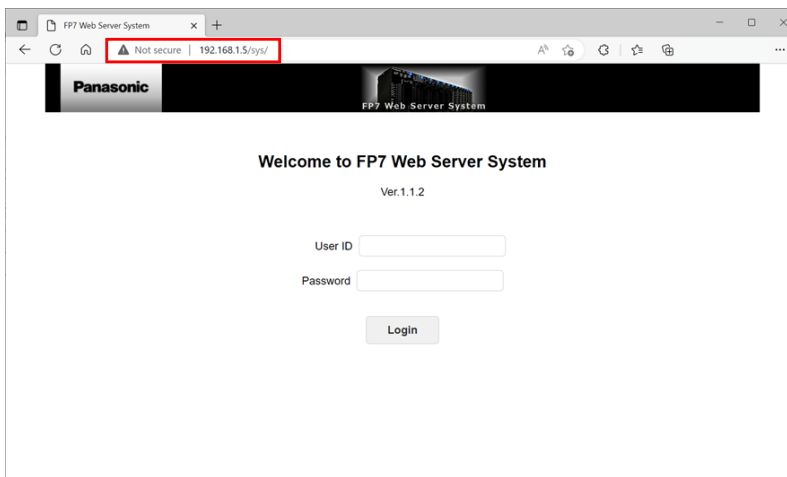 FP7 Web Server System
Not secure | 192.168.1.5/sys/
Panasonic
FP7 Web Server System
Welcome to FP7 Web Server System
Ver.1.1.2
User ID
Password
Login